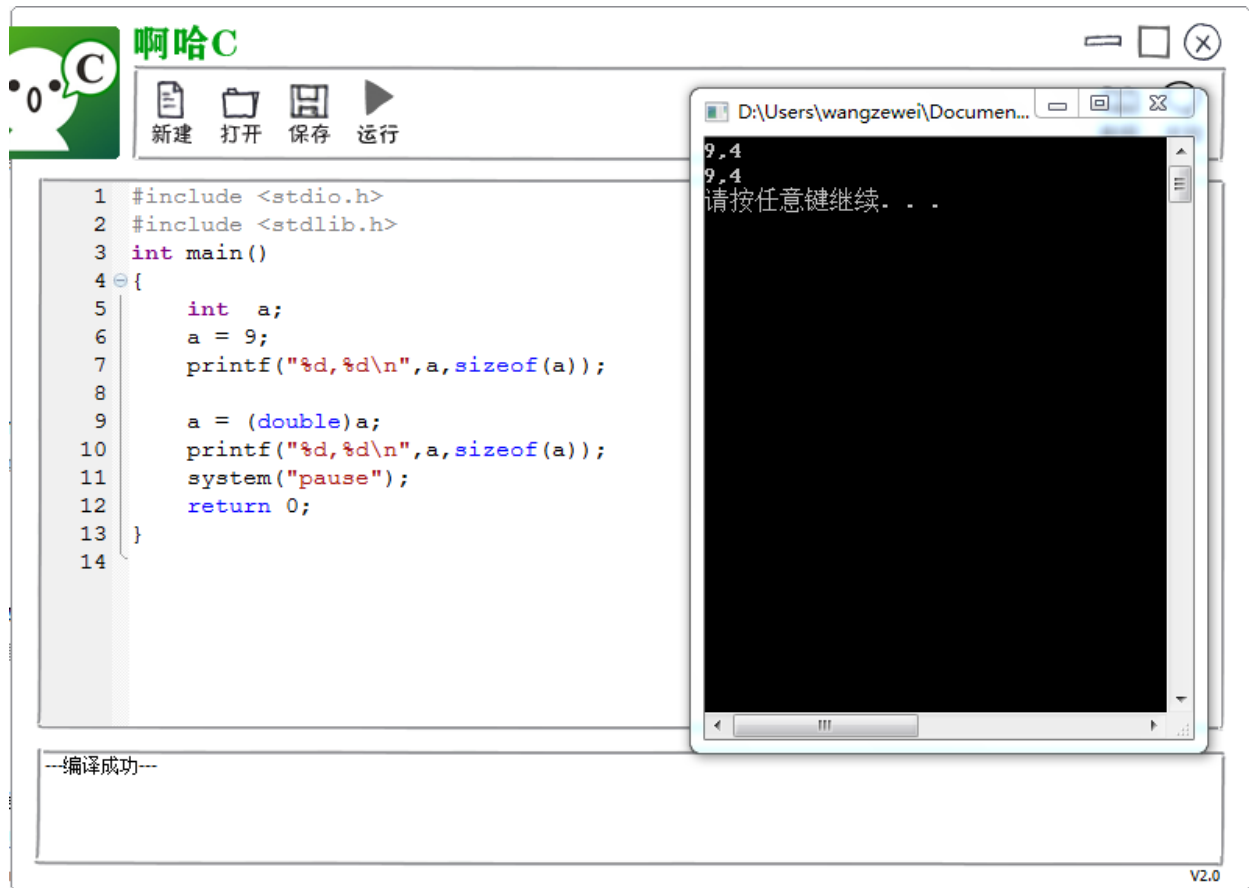 啊哈C
C
新建 打开 保存 运行
D:\Users\wangzewei\Documen...
9,4
9,4
请按任意键继续. . .
1 #include <stdio.h>
2 #include <stdlib.h>
3 int main()
4 {
5 int  a;
6 a = 9;
7 printf("%d,%d\n",a,sizeof(a));
8
9 a = (double)a;
10 printf("%d,%d\n",a,sizeof(a));
11 system("pause");
12 return 0;
13 }
14
---编译成功---
V2.0